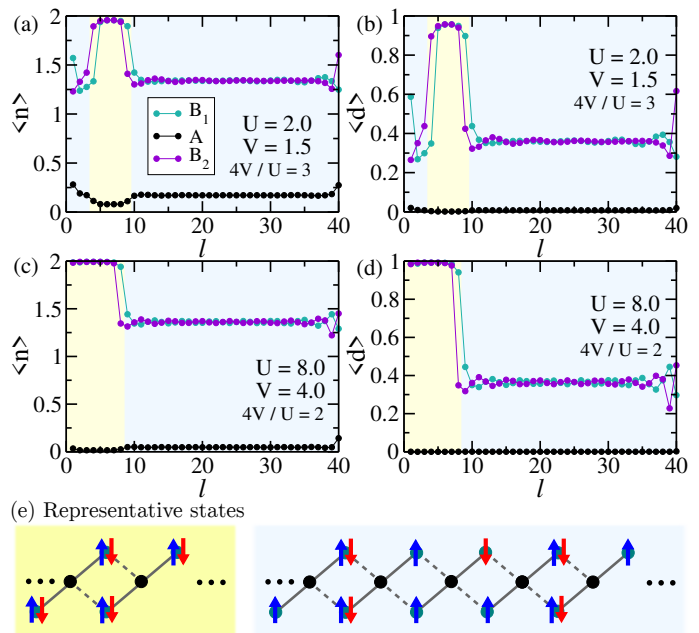 (a)
2
1.5
1
0.5
0
<n>
0 10 20 30 40
l
B1
A
B2
U = 2.0
V = 1.5
4V / U = 3
(b)
1
0.8
0.6
0.4
0.2
0
<d>
0 10 20 30 40
l
U = 2.0
V = 1.5
4V / U = 3
(c)
2
1.5
1
0.5
0
<n>
0 10 20 30 40
l
U = 8.0
V = 4.0
4V / U = 2
(d)
1
0.8
0.6
0.4
0.2
0
<d>
0 10 20 30 40
l
U = 8.0
V = 4.0
4V / U = 2
(e) Representative states